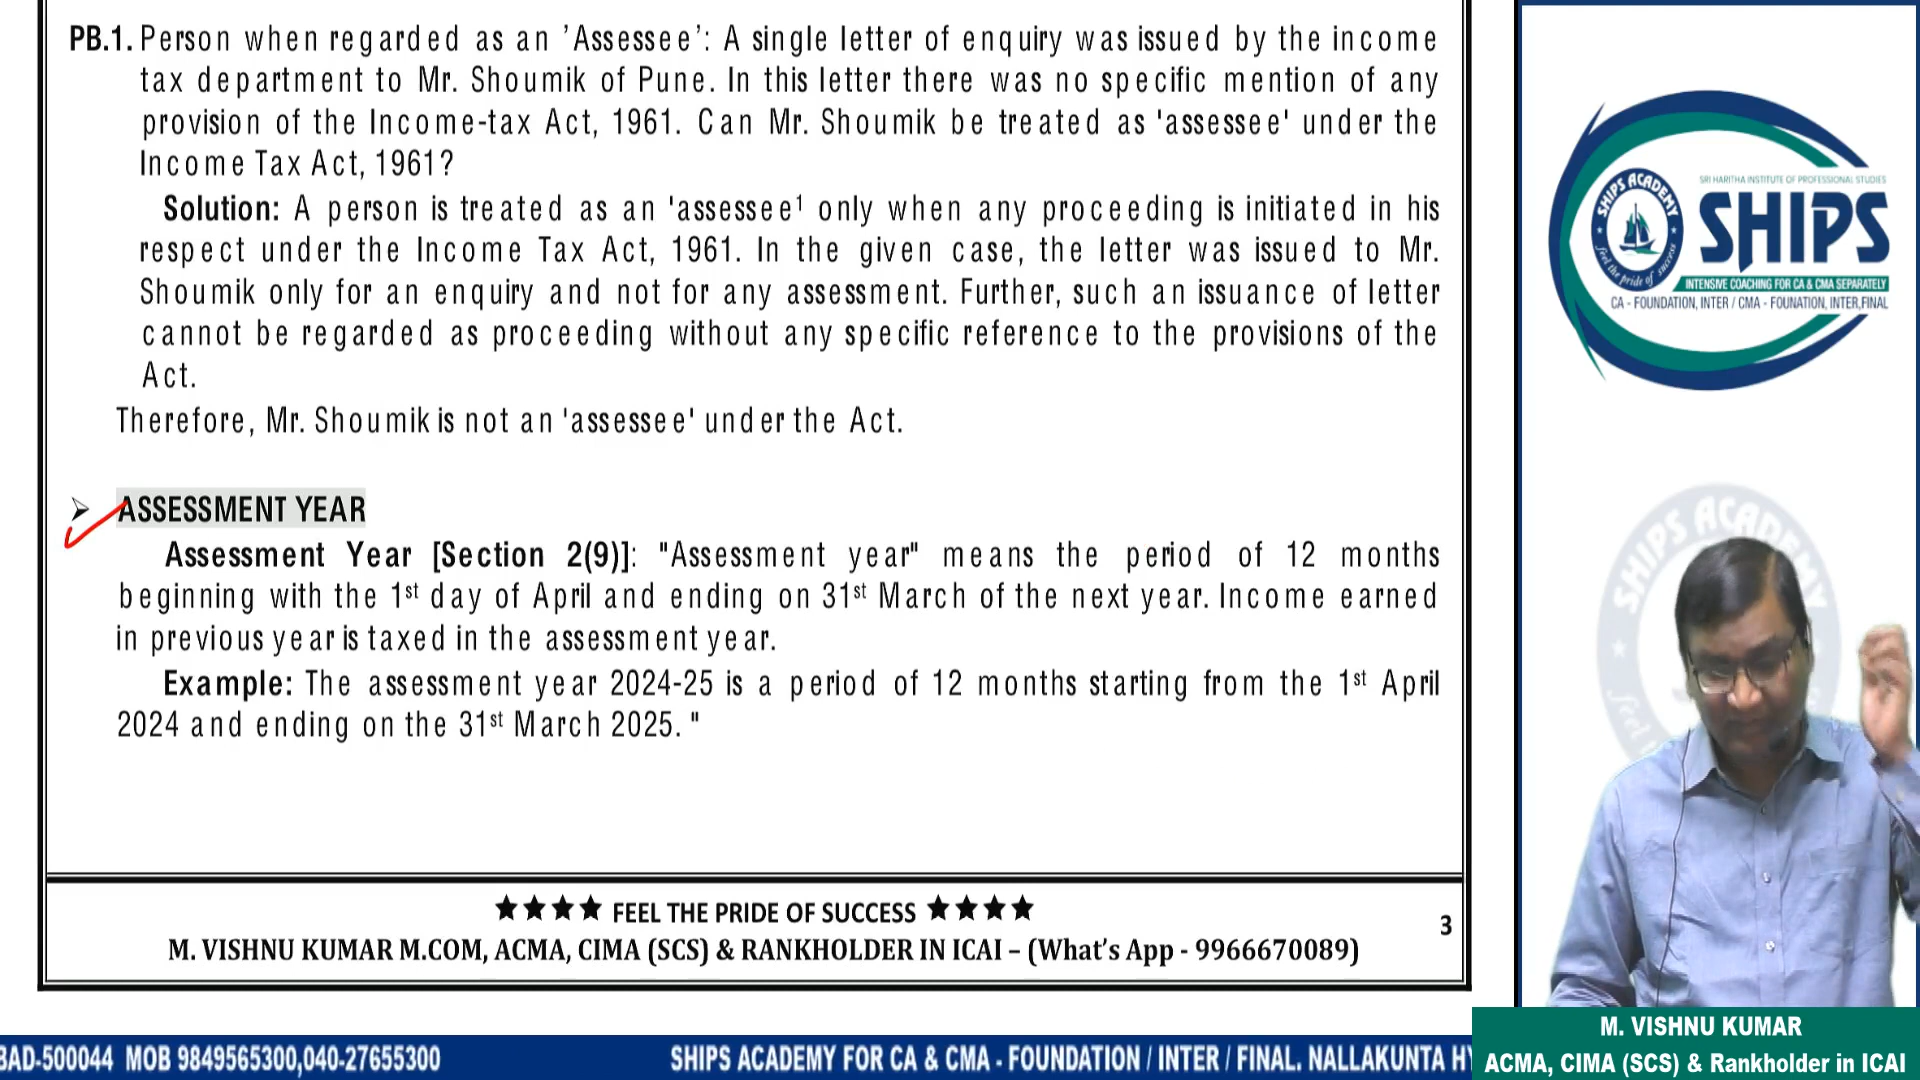 PB.1. Person when regarded as an ’Assessee’: A single letter of enquiry was issued by the income
tax department to Mr. Shoumik of Pune. In this letter there was no specific mention of any
provision of the Income-tax Act, 1961. Can Mr. Shoumik be treated as 'assessee' under the
Income Tax Act, 1961?
Solution: A person is treated as an 'assessee¹ only when any proceeding is initiated in his
respect under the Income Tax Act, 1961. In the given case, the letter was issued to Mr.
Shoumik only for an enquiry and not for any assessment. Further, such an issuance of letter
cannot be regarded as proceeding without any specific reference to the provisions of the
Act.
Therefore, Mr. Shoumik is not an 'assessee' under the Act.
ASSESSMENT YEAR
Assessment Year [Section 2(9)]: "Assessment year" means the period of 12 months
beginning with the 1st day of April and ending on 31st March of the next year. Income earned
in previous year is taxed in the assessment year.
Example: The assessment year 2024-25 is a period of 12 months starting from the 1st April
2024 and ending on the 31st March 2025. "
★★★★ FEEL THE PRIDE OF SUCCESS ★★★★
3
M. VISHNU KUMAR M.COM, ACMA, CIMA (SCS) & RANKHOLDER IN ICAI – (What’s App - 9966670089)
SRI HARITHA INSTITUTE OF PROFESSIONAL STUDIES
SHIPS ACADEMY
feel the pride of success
SHIPS
INTENSIVE COACHING FOR CA & CMA SEPARATELY
CA - FOUNDATION, INTER / CMA - FOUNATION, INTER,FINAL
SHIPS ACADEMY
feel
M. VISHNU KUMAR
ACMA, CIMA (SCS) & Rankholder in ICAI
BAD-500044 MOB 9849565300,040-27655300
SHIPS ACADEMY FOR CA & CMA - FOUNDATION / INTER / FINAL. NALLAKUNTA HY